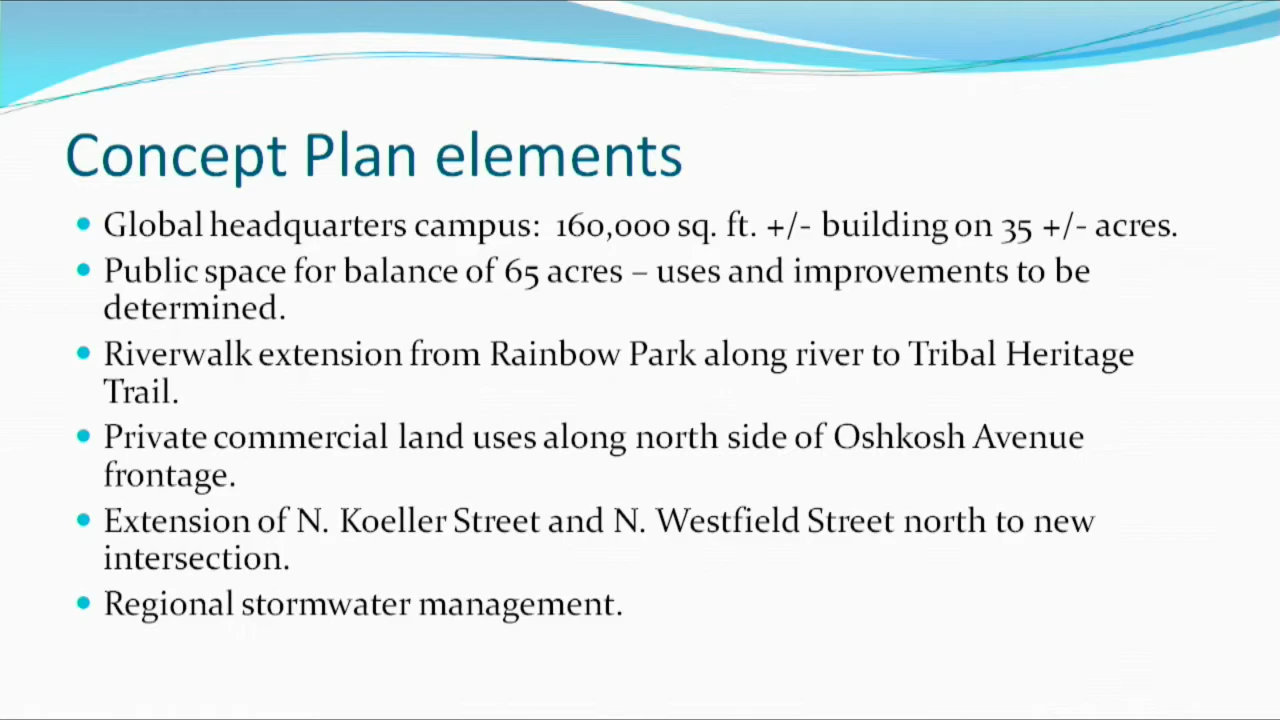 Concept Plan elements
• Global headquarters campus: 160,000 sq. ft. +/- building on 35 +/- acres.
• Public space for balance of 65 acres – uses and improvements to be
determined.
• Riverwalk extension from Rainbow Park along river to Tribal Heritage
Trail.
• Private commercial land uses along north side of Oshkosh Avenue
frontage.
• Extension of N. Koeller Street and N. Westfield Street north to new
intersection.
• Regional stormwater management.